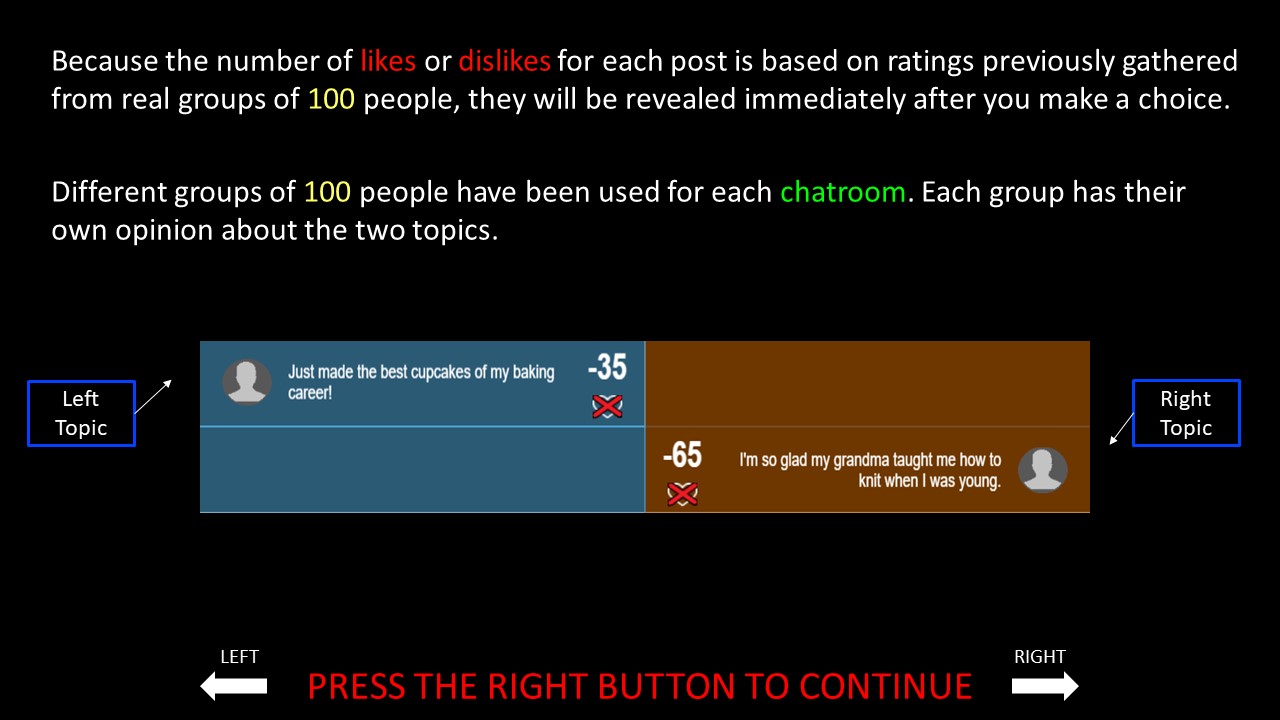 Because the number of likes or dislikes for each post is based on ratings previously gathered
from real groups of 100 people, they will be revealed immediately after you make a choice.
Different groups of 100 people have been used for each chatroom. Each group has their
own opinion about the two topics.
Left
Topic
Just made the best cupcakes of my baking
career!
-35
-65
I'm so glad my grandma taught me how to
knit when I was young.
Right
Topic
LEFT
PRESS THE RIGHT BUTTON TO CONTINUE
RIGHT